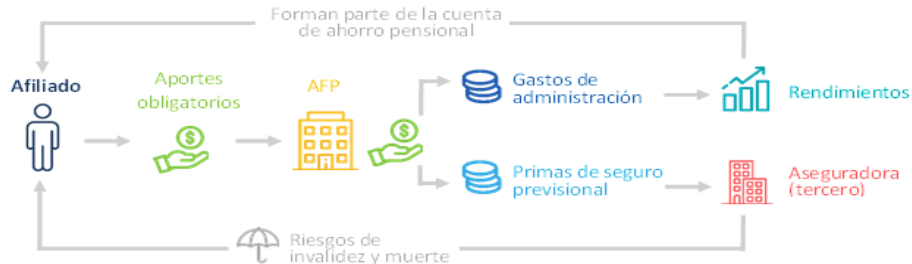 Forman parte de la cuenta
de ahorro pensional
Afiliado
Aportes
obligatorios
$
AFP
$
Gastos de
administración
Rendimientos
Primas de seguro
previsional
Aseguradora
(tercero)
Riesgos de
invalidez y muerte